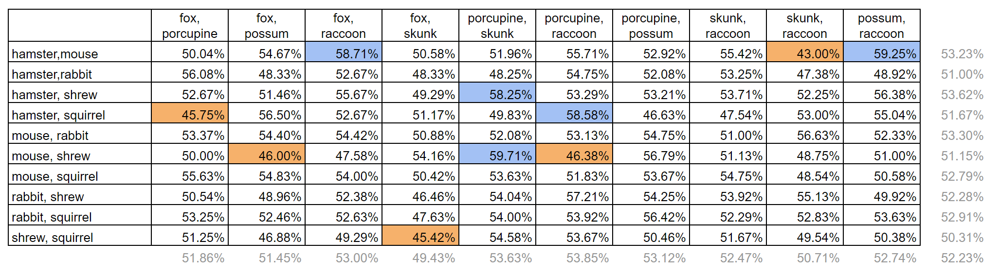 fox, porcupine fox, possum fox, raccoon fox, skunk porcupine, skunk porcupine, raccoon porcupine, possum skunk, raccoon skunk, raccoon possum, raccoon
hamster,mouse 50.04% 54.67% 58.71% 50.58% 51.96% 55.71% 52.92% 55.42% 43.00% 59.25% 53.23%
hamster,rabbit 56.08% 48.33% 52.67% 48.33% 48.25% 54.75% 52.08% 53.25% 47.38% 48.92% 51.00%
hamster, shrew 52.67% 51.46% 55.67% 49.29% 58.25% 53.29% 53.21% 53.71% 52.25% 56.38% 53.62%
hamster, squirrel 45.75% 56.50% 52.67% 51.17% 49.83% 58.58% 46.63% 47.54% 53.00% 55.04% 51.67%
mouse, rabbit 53.37% 54.40% 54.42% 50.88% 52.08% 53.13% 54.75% 51.00% 56.63% 52.33% 53.30%
mouse, shrew 50.00% 46.00% 47.58% 54.16% 59.71% 46.38% 56.79% 51.13% 48.75% 51.00% 51.15%
mouse, squirrel 55.63% 54.83% 54.00% 50.42% 53.63% 51.83% 53.67% 54.75% 48.54% 50.58% 52.79%
rabbit, shrew 50.54% 48.96% 52.38% 46.46% 54.04% 57.21% 54.25% 53.92% 55.13% 49.92% 52.28%
rabbit, squirrel 53.25% 52.46% 52.63% 47.63% 54.00% 53.92% 56.42% 52.29% 52.83% 53.63% 52.91%
shrew, squirrel 51.25% 46.88% 49.29% 45.42% 54.58% 53.67% 50.46% 51.67% 49.54% 50.38% 50.31%
51.86% 51.45% 53.00% 49.43% 53.63% 53.85% 53.12% 52.47% 50.71% 52.74% 52.23%